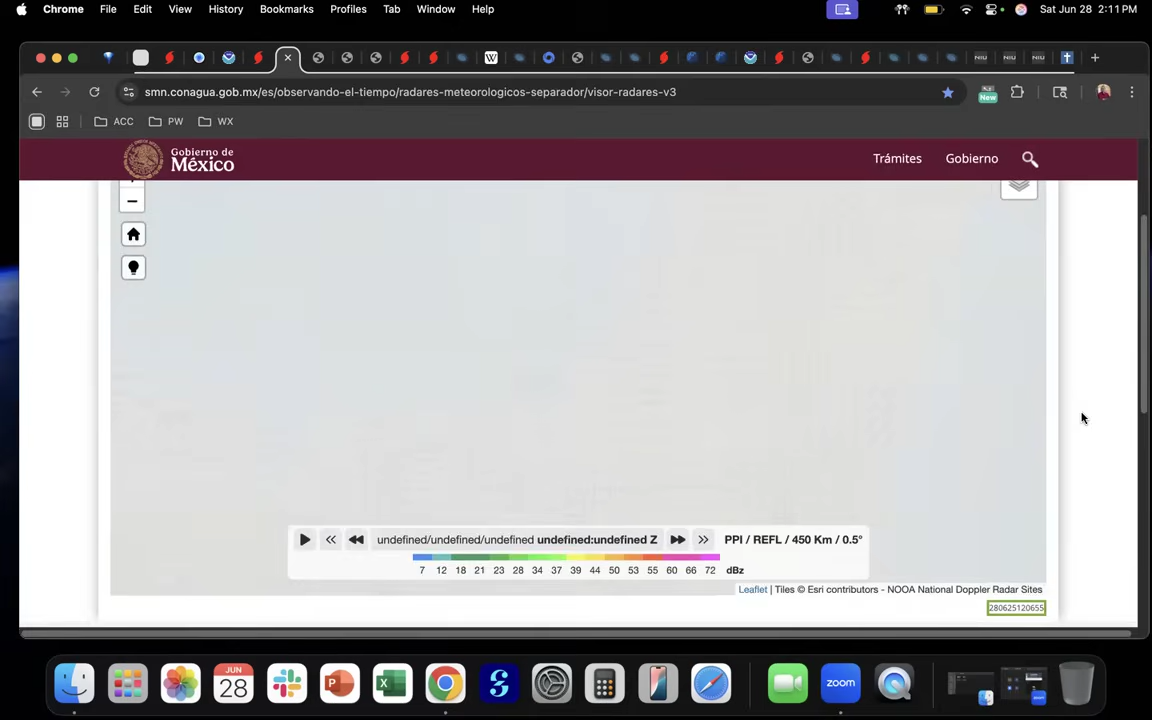 Chrome File Edit View History Bookmarks Profiles Tab Window Help Sat Jun 28 2:11 PM
smn.conagua.gob.mx/es/observando-el-tiempo/radares-meteorologicos-separador/visor-radares-v3
New
ACC PW WX
Gobierno de
México
Trámites Gobierno
undefined/undefined/undefined undefined:undefined Z PPI / REFL / 450 Km / 0.5°
7 12 18 21 23 28 34 37 39 44 50 53 55 60 66 72 dBz
Leaflet | Tiles © Esri contributors - NOOA National Doppler Radar Sites
280625120655
JUN
28
zoom